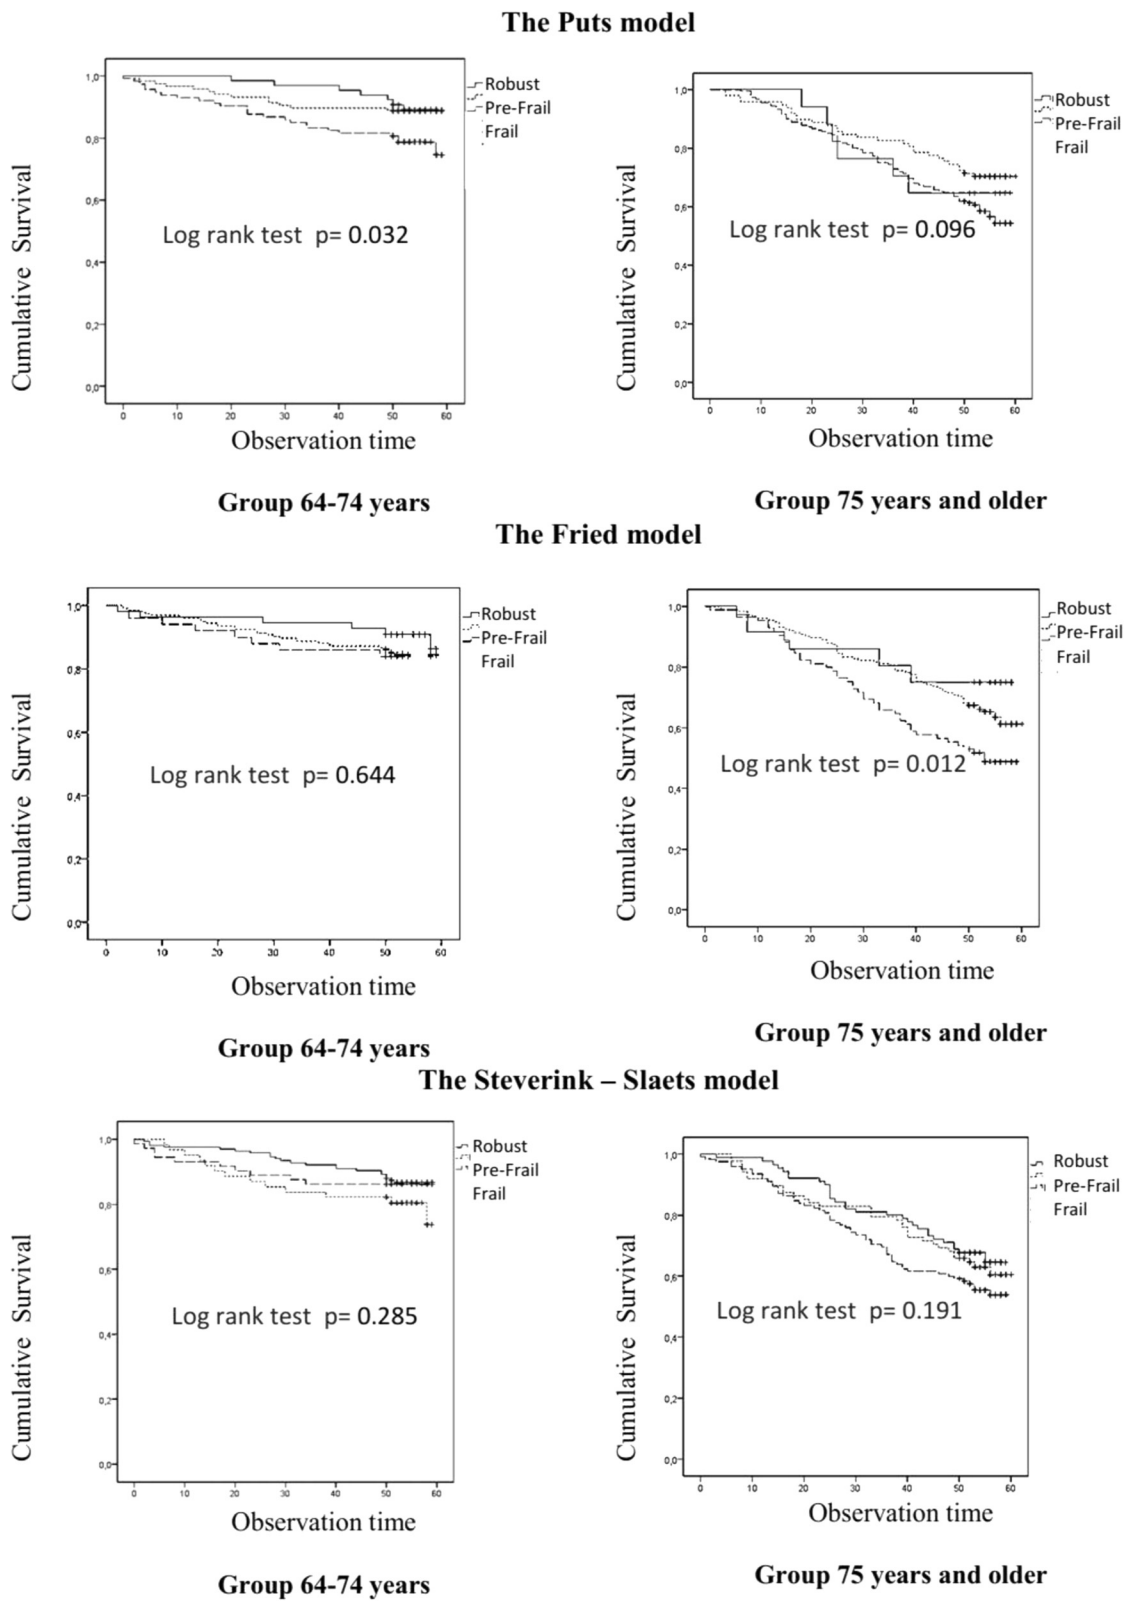 The Puts model
1,0
0,8
0,6
0,4
0,2
0,0
0 10 20 30 40 50 60
Cumulative Survival
Observation time
Log rank test p= 0.032
Robust
Pre-Frail
Frail
Group 64-74 years
1,0
0,8
0,6
0,4
0,2
0,0
0 10 20 30 40 50 60
Cumulative Survival
Observation time
Log rank test p= 0.096
Robust
Pre-Frail
Frail
Group 75 years and older
The Fried model
1,0
0,8
0,6
0,4
0,2
0,0
0 10 20 30 40 50 60
Cumulative Survival
Observation time
Log rank test p= 0.644
Robust
Pre-Frail
Frail
Group 64-74 years
1,0
0,8
0,6
0,4
0,2
0,0
0 10 20 30 40 50 60
Cumulative Survival
Observation time
Log rank test p= 0.012
Robust
Pre-Frail
Frail
Group 75 years and older
The Steverink – Slaets model
1,0
0,8
0,6
0,4
0,2
0,0
0 10 20 30 40 50 60
Cumulative Survival
Observation time
Log rank test p= 0.285
Robust
Pre-Frail
Frail
Group 64-74 years
1,0
0,8
0,6
0,4
0,2
0,0
0 10 20 30 40 50 60
Cumulative Survival
Observation time
Log rank test p= 0.191
Robust
Pre-Frail
Frail
Group 75 years and older